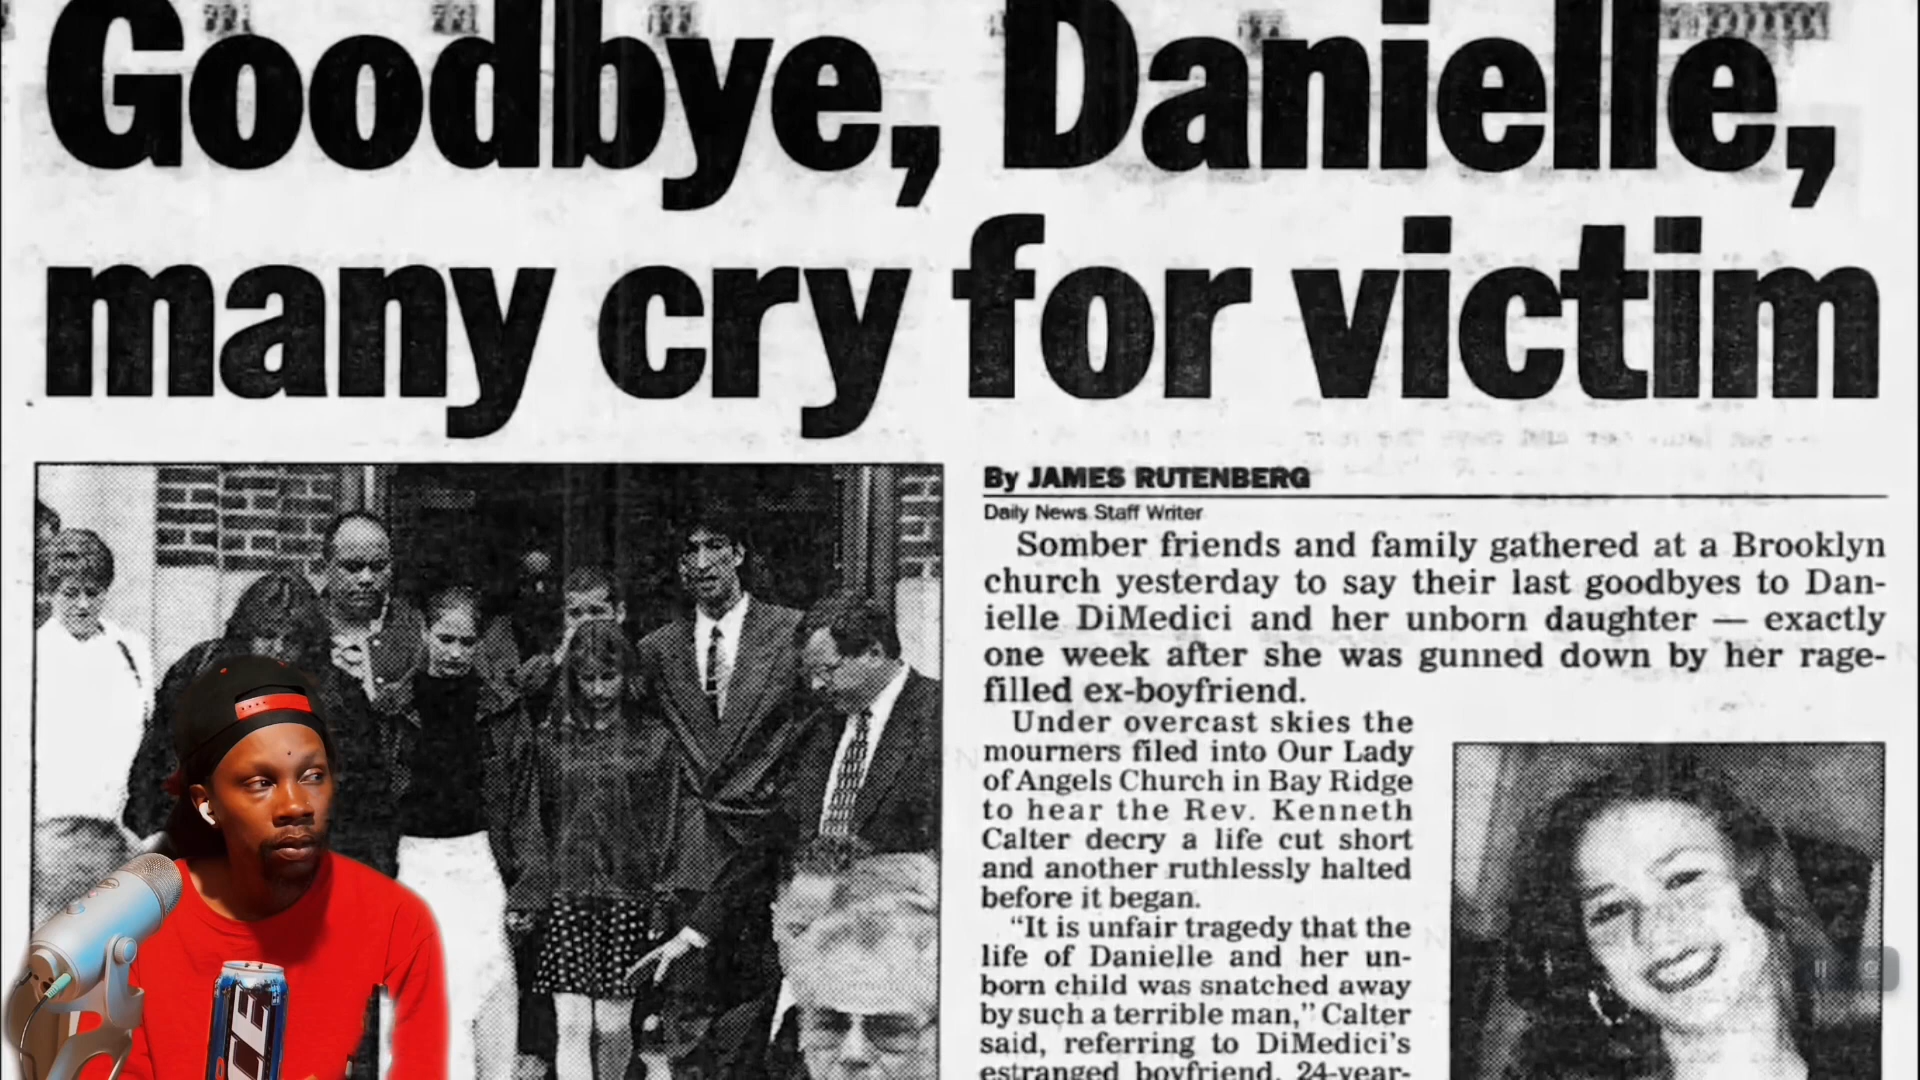 Goodbye, Danielle,
many cry for victim
By JAMES RUTENBERG
Daily News Staff Writer
Somber friends and family gathered at a Brooklyn
church yesterday to say their last goodbyes to Dan-
ielle DiMedici and her unborn daughter — exactly
one week after she was gunned down by her rage-
filled ex-boyfriend.
Under overcast skies the
mourners filed into Our Lady
of Angels Church in Bay Ridge
to hear the Rev. Kenneth
Calter decry a life cut short
and another ruthlessly halted
before it began.
“It is unfair tragedy that the
life of Danielle and her un-
born child was snatched away
by such a terrible man,” Calter
said, referring to DiMedici’s
estranged boyfriend, 24-year-
ICE